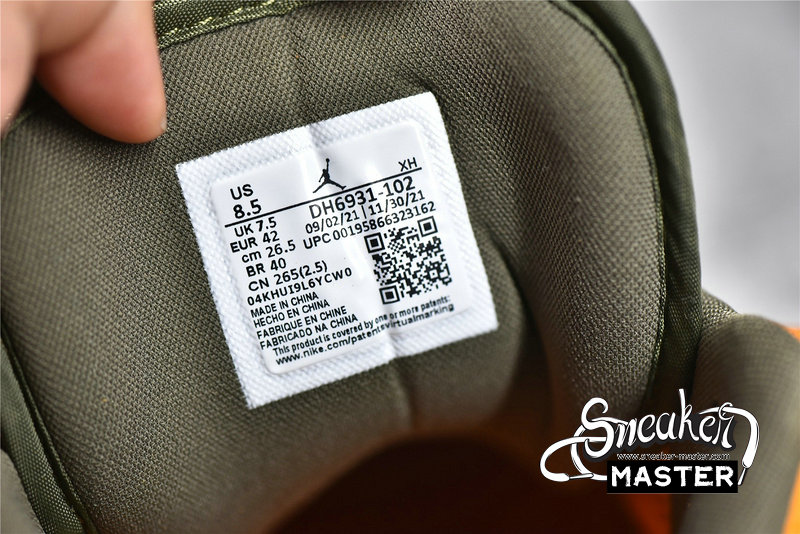 US
8.5
XH
UK 7.5
DH6931-102
EUR 42
09/02/21 | 11/30/21
cm 26.5
UPC 00195866323162
BR 40
CN 265(2.5)
04KHUI9L6YCW0
MADE IN CHINA
HECHO EN CHINA
FABRIQUE EN CHINE
FABRICADO NA CHINA
This product is covered by one or more patents:
www.nike.com/patentsvirtualmarking
Sneaker
www.sneaker-master.com
MASTER